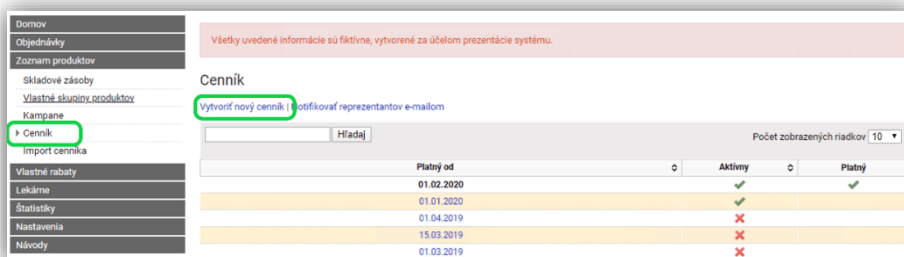 Domov
Objednávky
Zoznam produktov
Skladové zásoby
Vlastné skupiny produktov
Kampane
Cenník
Import cenníka
Vlastné rabaty
Lekárne
Štatistiky
Nastavenia
Návody
Všetky uvedené informácie sú fiktívne, vytvorené za účelom prezentácie systému.
Cenník
Vytvoriť nový cenník | Notifikovať reprezentantov e-mailom
Hľadaj
Počet zobrazených riadkov 10
Platný od Aktívny Platný
01.02.2020
01.01.2020
01.04.2019
15.03.2019
01.03.2019